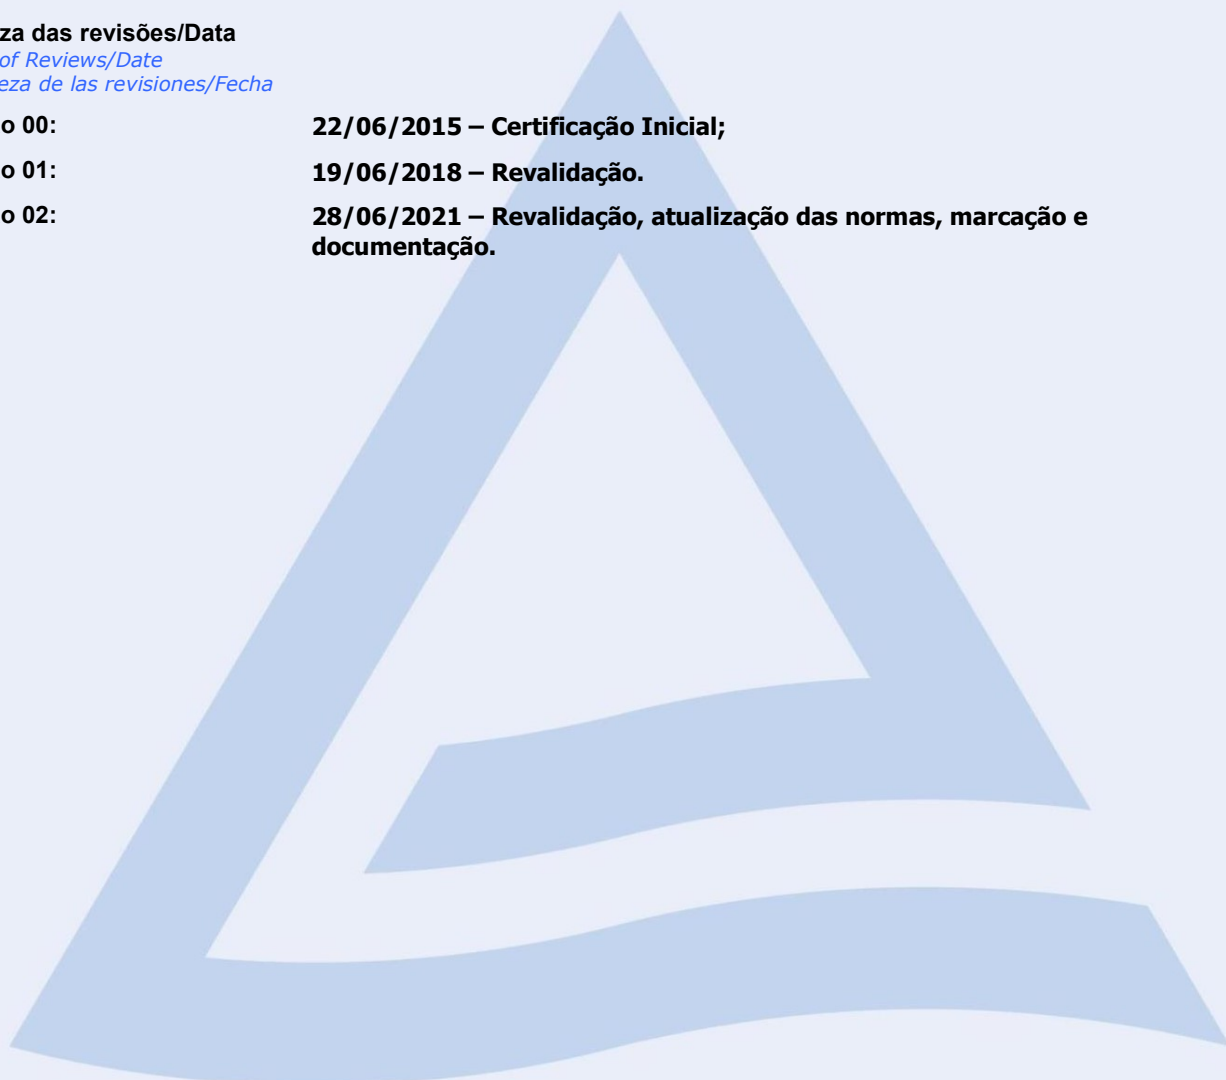 za das revisões/Data
of Reviews/Date
eza de las revisiones/Fecha
o 00: 22/06/2015 – Certificação Inicial;
o 01: 19/06/2018 – Revalidação.
o 02: 28/06/2021 – Revalidação, atualização das normas, marcação e
documentação.